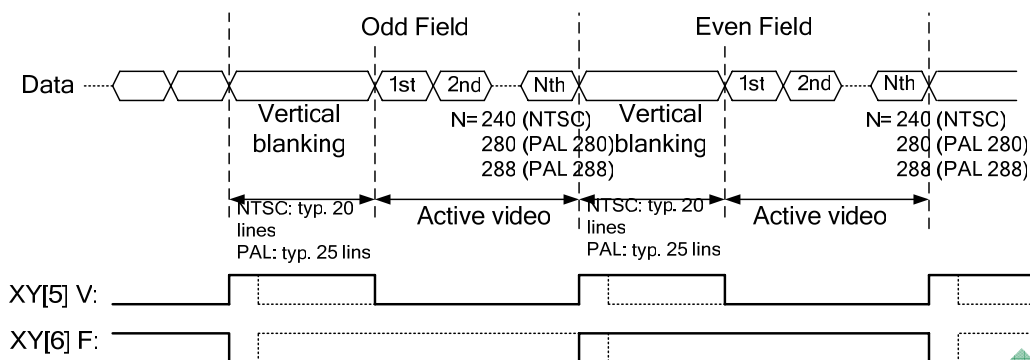 Odd Field
Even Field
Data
1st
2nd
Nth
1st
2nd
Nth
Vertical
blanking
N= 240 (NTSC)
280 (PAL 280)
288 (PAL 288)
Vertical
blanking
N= 240 (NTSC)
280 (PAL 280)
288 (PAL 288)
NTSC: typ. 20
lines
PAL: typ. 25 lins
Active video
NTSC: typ. 20
lines
PAL: typ. 25 lins
Active video
XY[5] V:
XY[6] F: